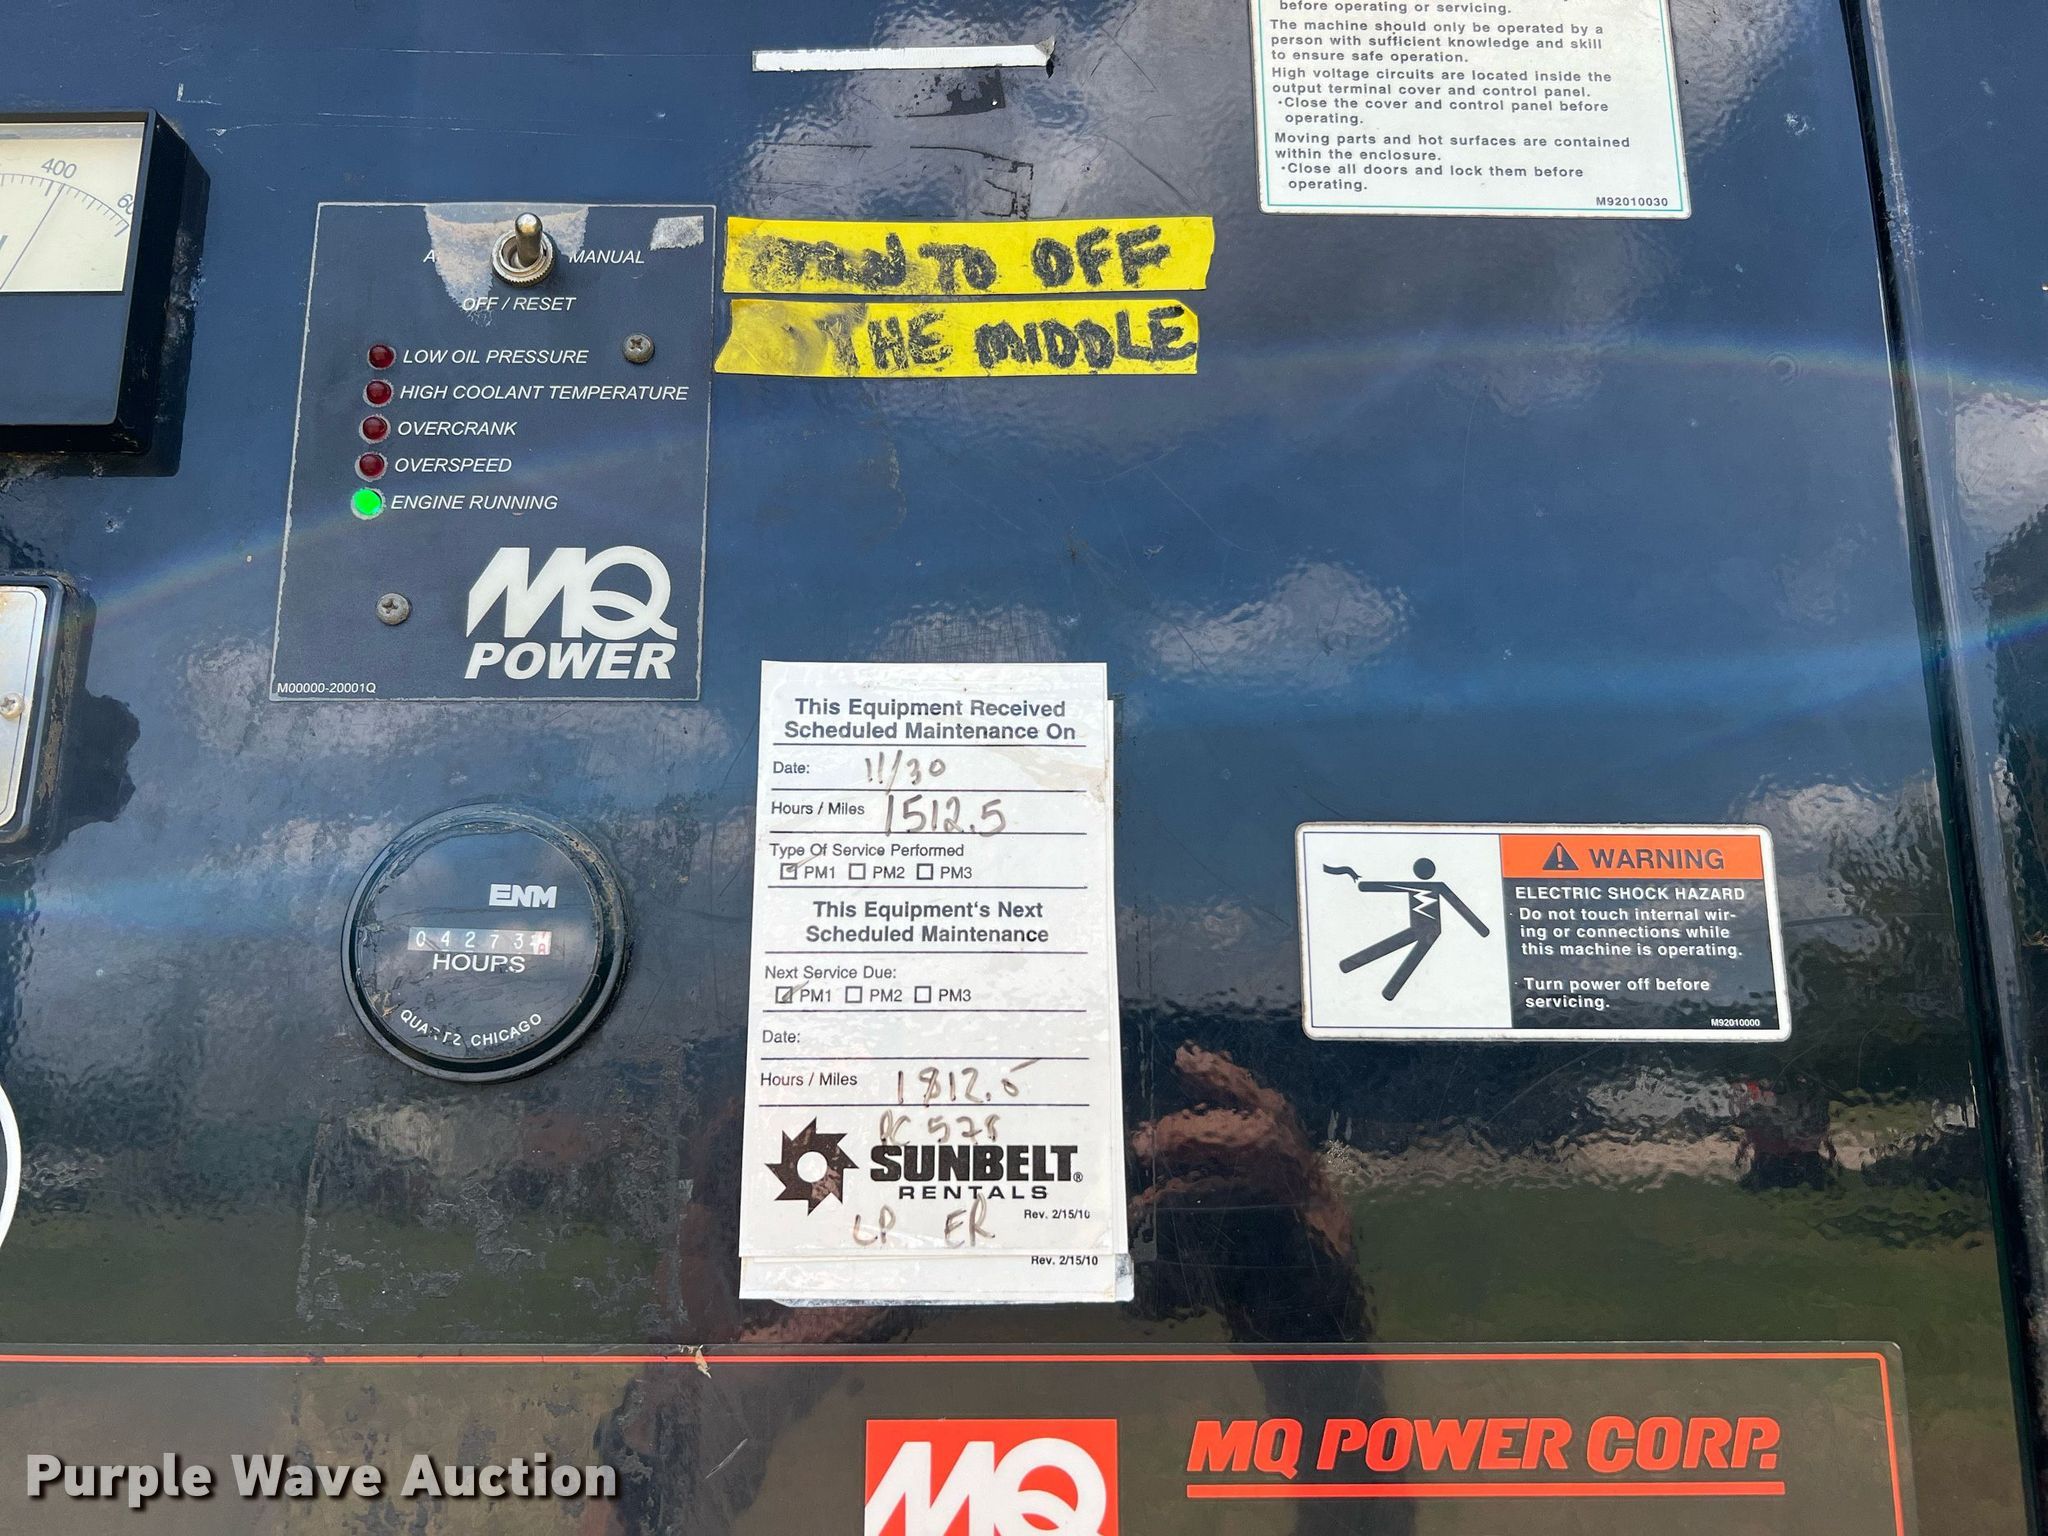 before operating or servicing.
The machine should only be operated by a
person with sufficient knowledge and skill
to ensure safe operation.
High voltage circuits are located inside the
output terminal cover and control panel.
·Close the cover and control panel before
operating.
Moving parts and hot surfaces are contained
within the enclosure.
·Close all doors and lock them before
operating.
M92010030
400
MANUAL
OFF / RESET
TO OFF
THE MIDDLE
LOW OIL PRESSURE
HIGH COOLANT TEMPERATURE
OVERCRANK
OVERSPEED
ENGINE RUNNING
MQ
POWER
M00000-20001Q
This Equipment Received
Scheduled Maintenance On
Date: 11/30
Hours / Miles 1512.5
Type Of Service Performed
PM1 PM2 PM3
This Equipment's Next
Scheduled Maintenance
Next Service Due:
PM1 PM2 PM3
Date:
Hours / Miles 1812.5
PC 578
SUNBELT®
RENTALS
Rev. 2/15/10
LP ER
Rev. 2/15/10
ENM
04273
HOURS
QUARTZ CHICAGO
WARNING
ELECTRIC SHOCK HAZARD
· Do not touch internal wir-
ing or connections while
this machine is operating.
· Turn power off before
servicing.
M92010000
MQ
MQ POWER CORP.
Purple Wave Auction